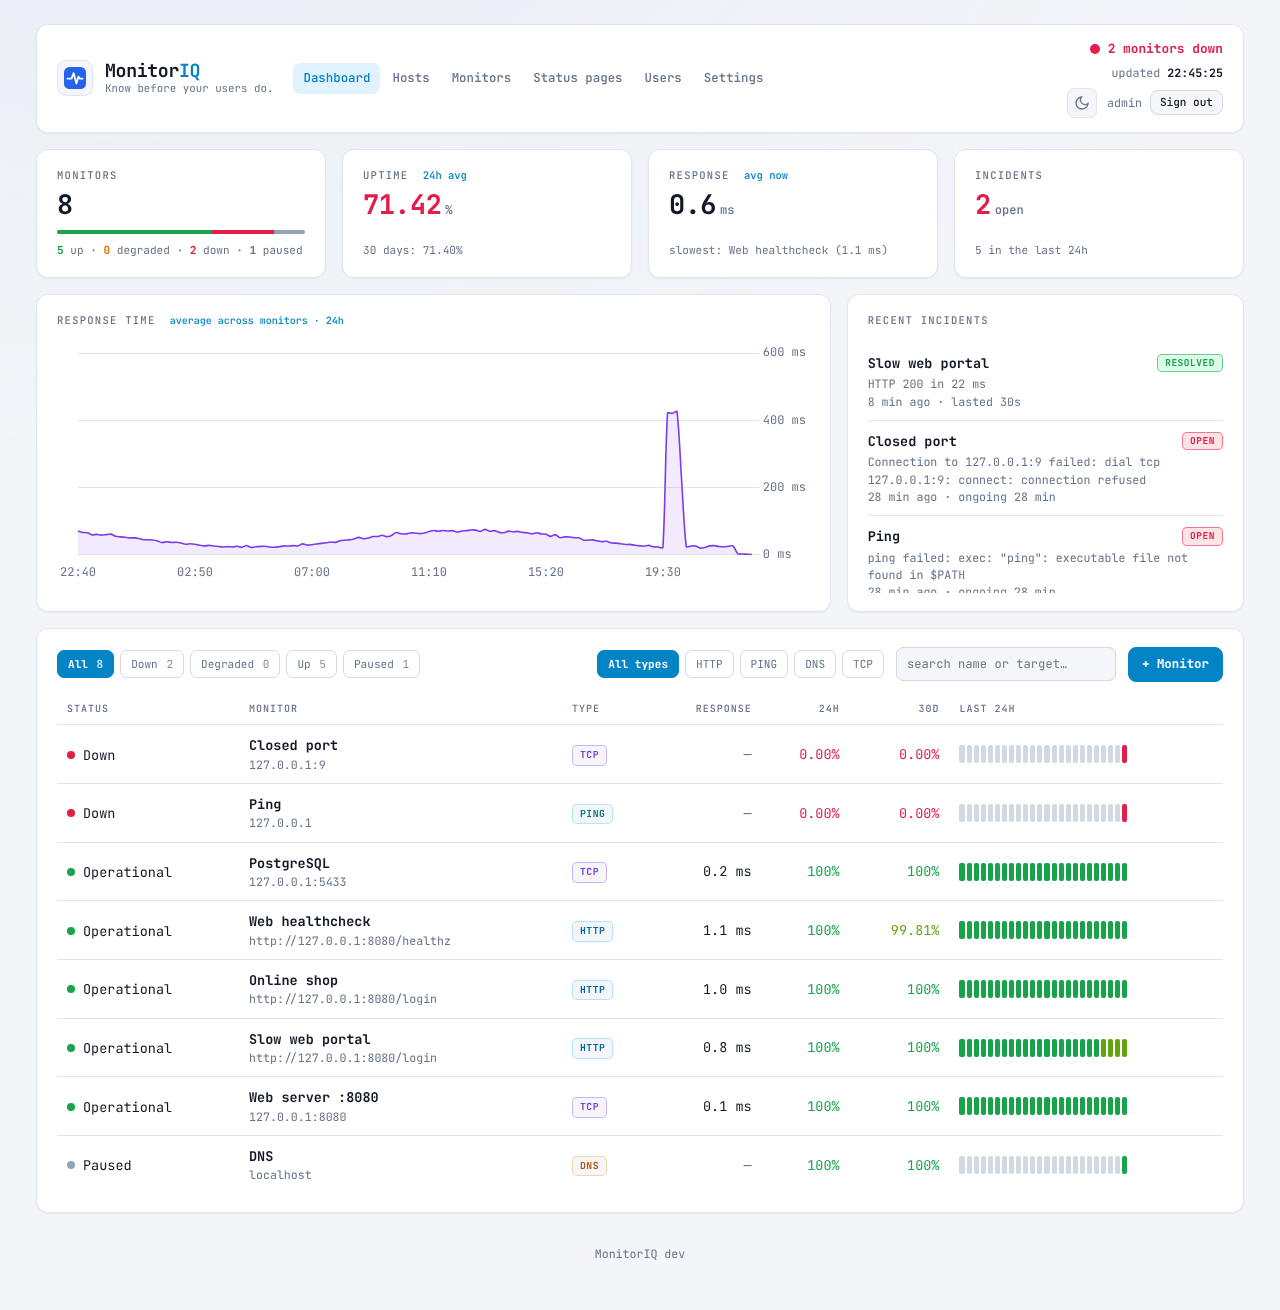 MonitorIQ
Know before your users do.
Dashboard Hosts Monitors Status pages Users Settings
2 monitors down
updated 22:45:25
admin Sign out
MONITORS
8
5 up · 0 degraded · 2 down · 1 paused
UPTIME 24h avg
71.42 %
30 days: 71.40%
RESPONSE avg now
0.6 ms
slowest: Web healthcheck (1.1 ms)
INCIDENTS
2 open
5 in the last 24h
RESPONSE TIME average across monitors · 24h
600 ms
400 ms
200 ms
0 ms
22:40 02:50 07:00 11:10 15:20 19:30
RECENT INCIDENTS
Slow web portal RESOLVED
HTTP 200 in 22 ms
8 min ago · lasted 30s
Closed port OPEN
Connection to 127.0.0.1:9 failed: dial tcp
127.0.0.1:9: connect: connection refused
28 min ago · ongoing 28 min
Ping OPEN
ping failed: exec: "ping": executable file not
found in $PATH
28 min ago · ongoing 28 min
All 8 Down 2 Degraded 0 Up 5 Paused 1
All types HTTP PING DNS TCP search name or target… + Monitor
STATUS MONITOR TYPE RESPONSE 24H 30D LAST 24H
Down Closed port TCP — 0.00% 0.00%
127.0.0.1:9
Down Ping PING — 0.00% 0.00%
127.0.0.1
Operational PostgreSQL TCP 0.2 ms 100% 100%
127.0.0.1:5433
Operational Web healthcheck HTTP 1.1 ms 100% 99.81%
http://127.0.0.1:8080/healthz
Operational Online shop HTTP 1.0 ms 100% 100%
http://127.0.0.1:8080/login
Operational Slow web portal HTTP 0.8 ms 100% 100%
http://127.0.0.1:8080/login
Operational Web server :8080 TCP 0.1 ms 100% 100%
127.0.0.1:8080
Paused DNS DNS — 100% 100%
localhost
MonitorIQ dev